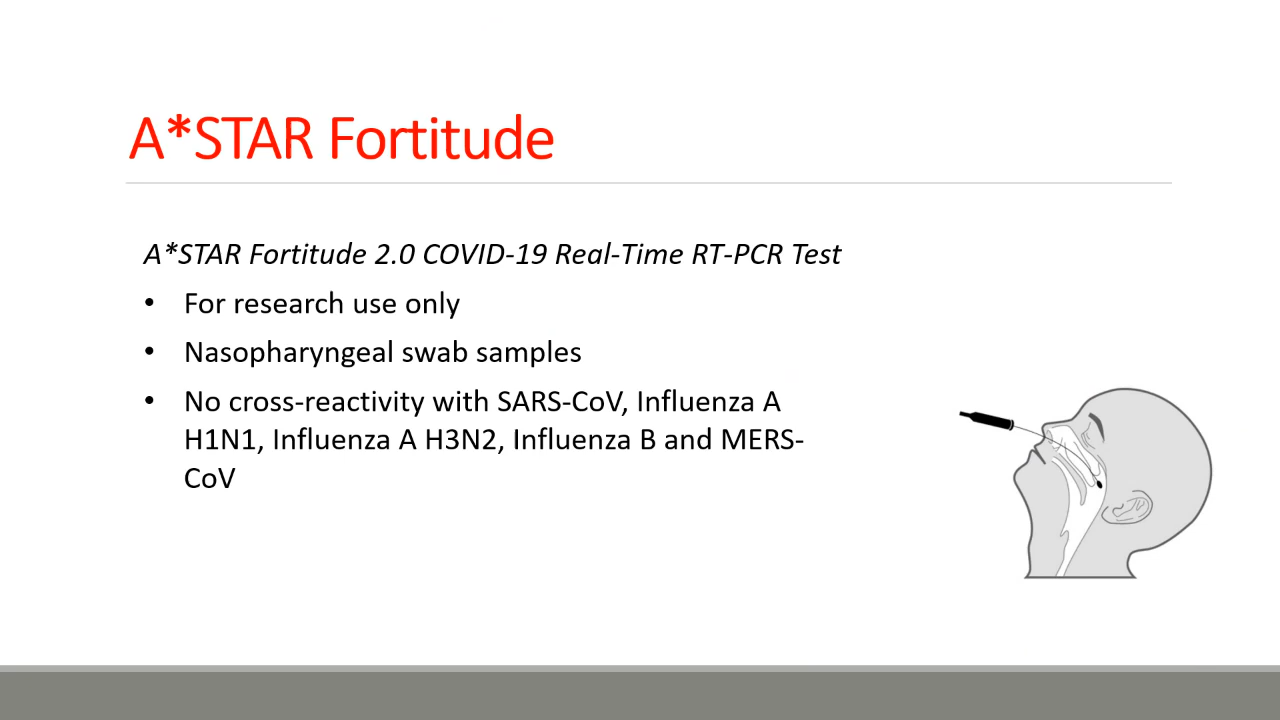 A*STAR Fortitude
A*STAR Fortitude 2.0 COVID-19 Real-Time RT-PCR Test
• For research use only
• Nasopharyngeal swab samples
• No cross-reactivity with SARS-CoV, Influenza A
H1N1, Influenza A H3N2, Influenza B and MERS-
CoV